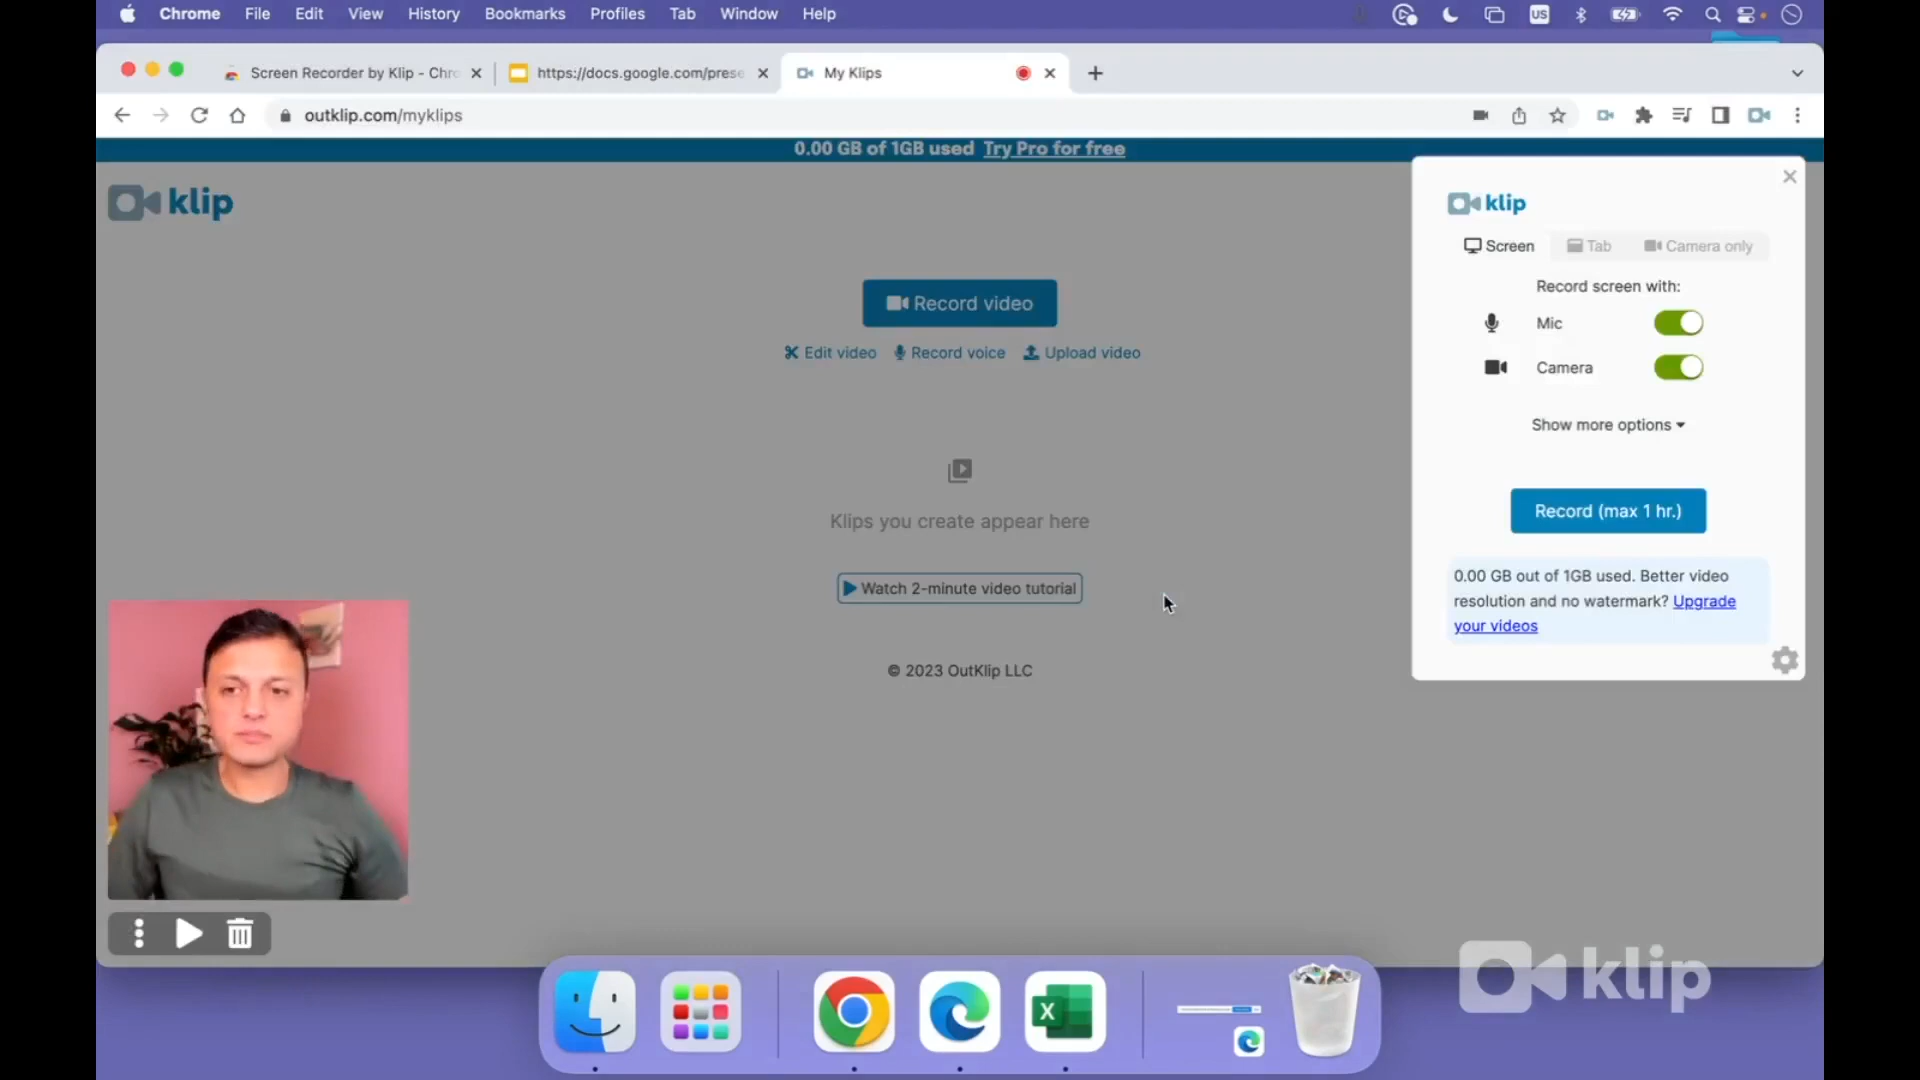 Chrome File Edit View History Bookmarks Profiles Tab Window Help
US
Screen Recorder by Klip - Chro
https://docs.google.com/prese
My Klips
outklip.com/myklips
0.00 GB of 1GB used Try Pro for free
klip
Record video
Edit video Record voice Upload video
Klips you create appear here
Watch 2-minute video tutorial
© 2023 OutKlip LLC
klip
Screen Tab Camera only
Record screen with:
Mic
Camera
Show more options
Record (max 1 hr.)
0.00 GB out of 1GB used. Better video
resolution and no watermark? Upgrade
your videos
X
klip